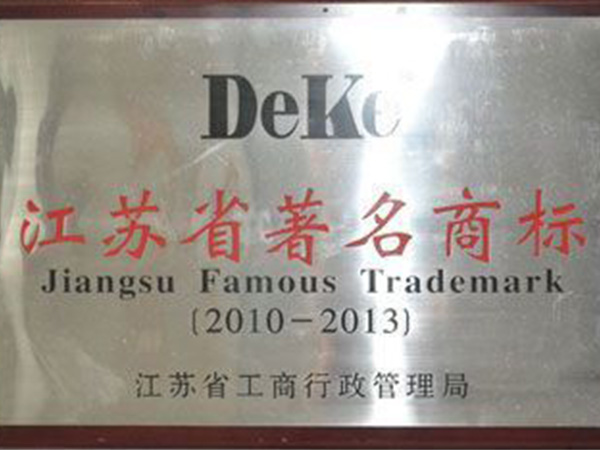 DeKe
江苏省著名商标
Jiangsu Famous Trademark
(2010-2013)
江苏省工商行政管理局